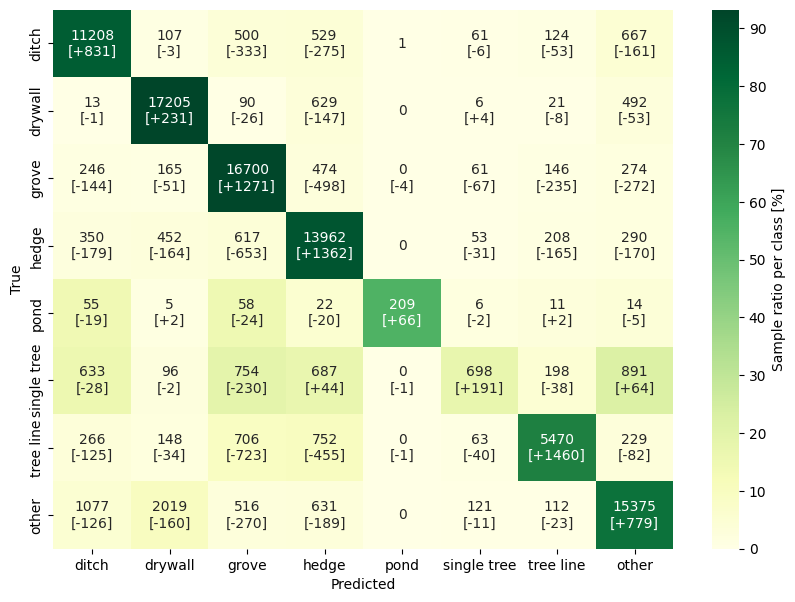 True
ditch 11208 107 500 529 1 61 124 667
[+831] [-3] [-333] [-275] [-6] [-53] [-161]
drywall 13 17205 90 629 0 6 21 492
[-1] [+231] [-26] [-147] [+4] [-8] [-53]
grove 246 165 16700 474 0 61 146 274
[-144] [-51] [+1271] [-498] [-4] [-67] [-235] [-272]
hedge 350 452 617 13962 0 53 208 290
[-179] [-164] [-653] [+1362] [-31] [-165] [-170]
pond 55 5 58 22 209 6 11 14
[-19] [+2] [-24] [-20] [+66] [-2] [+2] [-5]
single tree 633 96 754 687 0 698 198 891
[-28] [-2] [-230] [+44] [-1] [+191] [-38] [+64]
tree line 266 148 706 752 0 63 5470 229
[-125] [-34] [-723] [-455] [-1] [-40] [+1460] [-82]
other 1077 2019 516 631 0 121 112 15375
[-126] [-160] [-270] [-189] [-11] [-23] [+779]
ditch drywall grove hedge pond single tree tree line other
Predicted
90
80
70
60
50
40
30
20
10
0
Sample ratio per class [%]